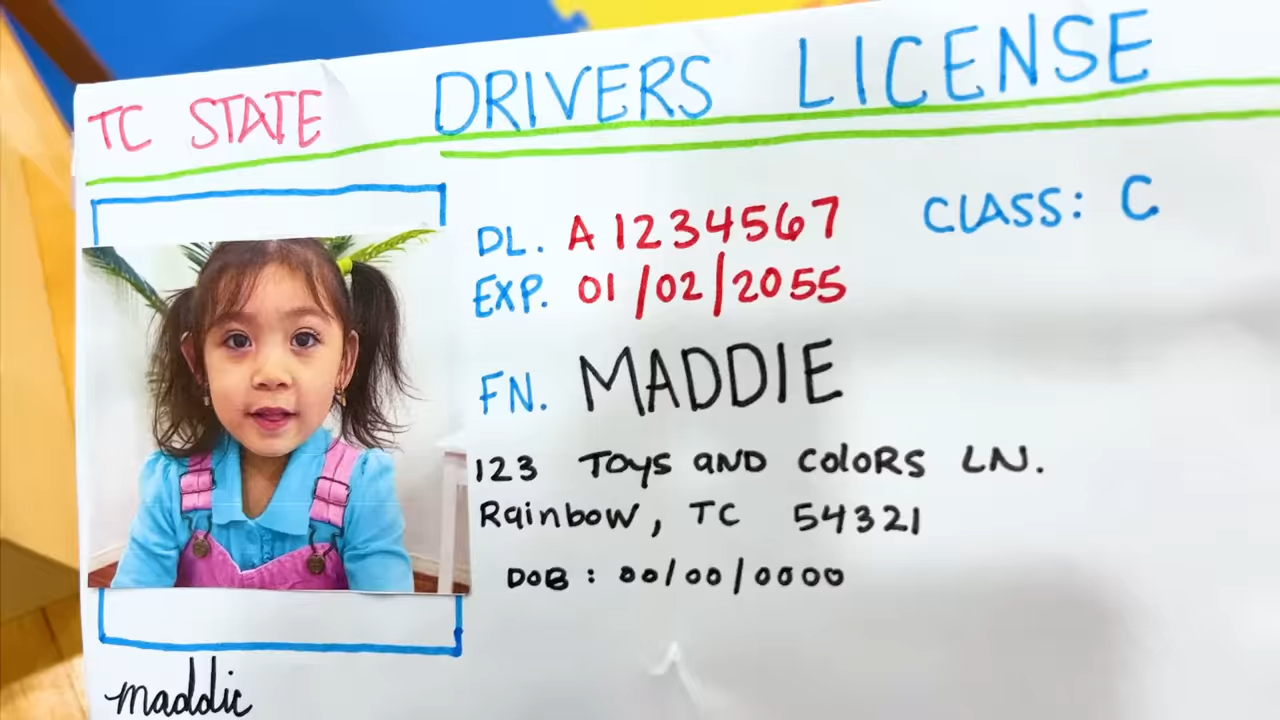 TC STATE DRIVERS LICENSE
DL. A1234567 CLASS: C
EXP. 01/02/2055
FN. MADDIE
123 TOYS AND COLORS LN.
Rainbow, TC 54321
DOB: 00/00/0000
maddie